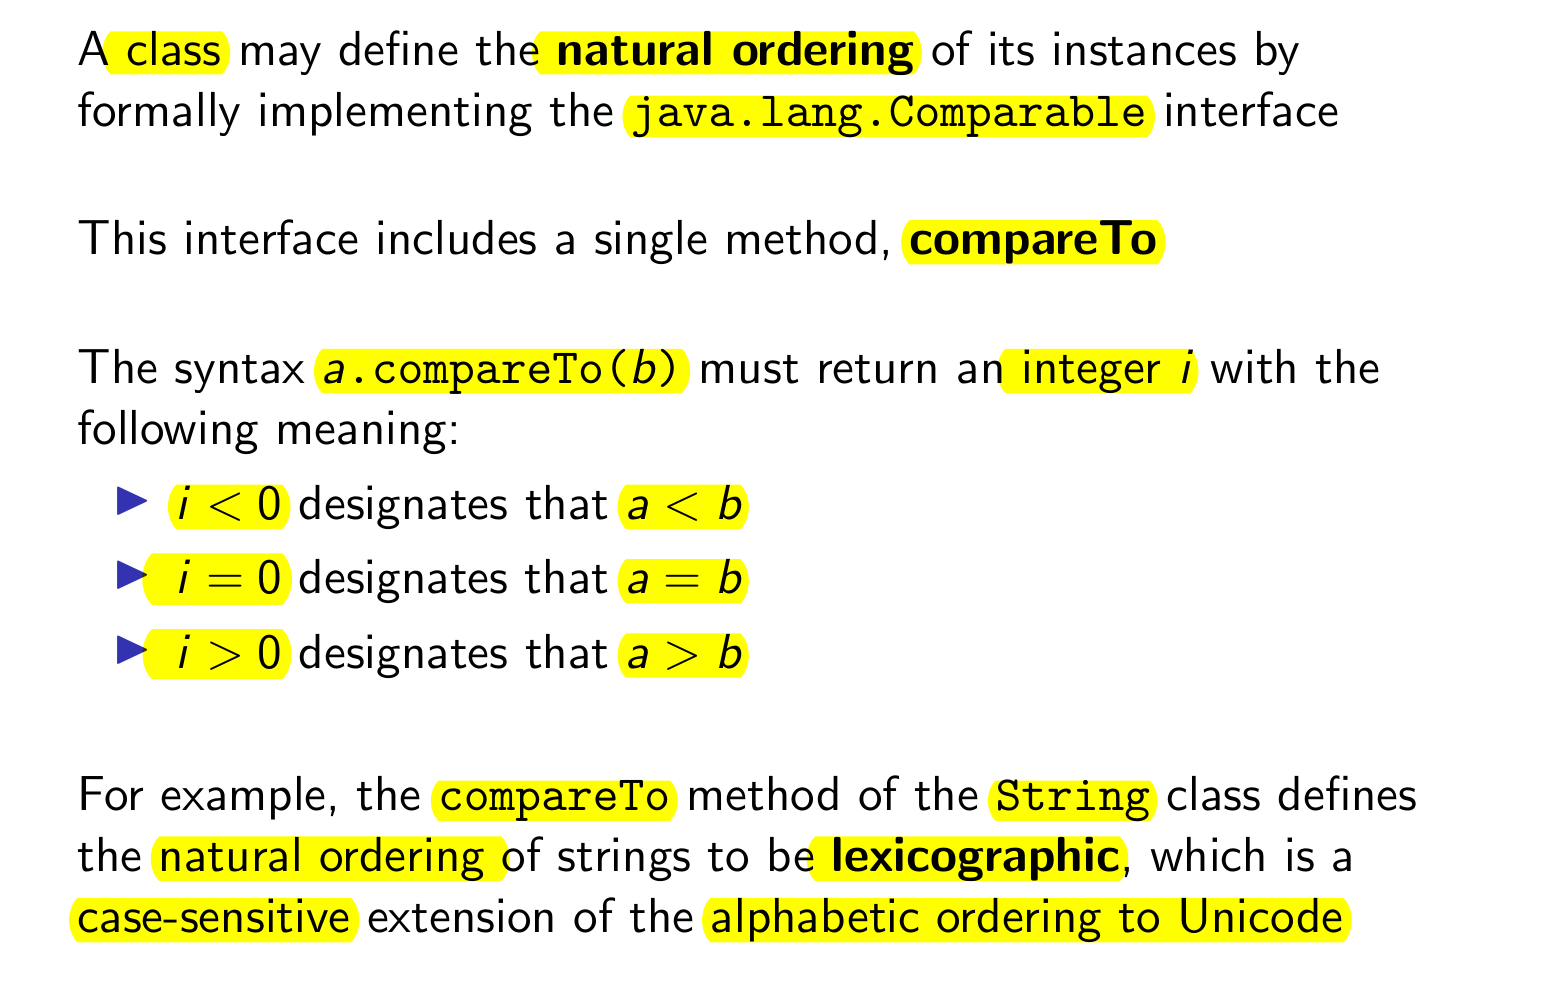 A class may define the natural ordering of its instances by
formally implementing the java.lang.Comparable interface
This interface includes a single method, compareTo
The syntax a.compareTo(b) must return an integer i with the
following meaning:
▶ i < 0 designates that a < b
▶ i = 0 designates that a = b
▶ i > 0 designates that a > b
For example, the compareTo method of the String class defines
the natural ordering of strings to be lexicographic, which is a
case-sensitive extension of the alphabetic ordering to Unicode